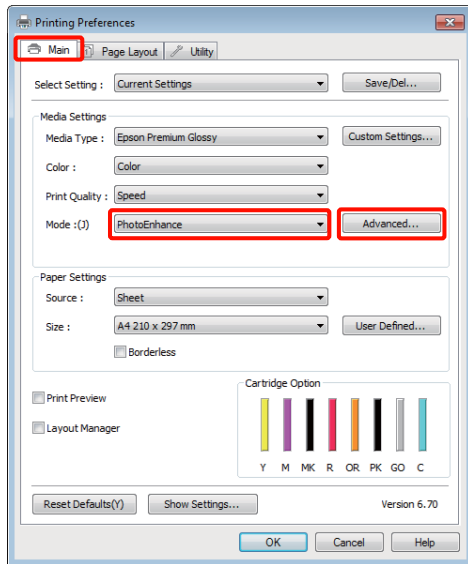 Printing Preferences
Main Page Layout Utility
Select Setting : Current Settings Save/Del...
Media Settings
Media Type : Epson Premium Glossy Custom Settings...
Color : Color
Print Quality : Speed
Mode :(J) PhotoEnhance Advanced...
Paper Settings
Source : Sheet
Size : A4 210 x 297 mm User Defined...
Borderless
Cartridge Option
Print Preview
Layout Manager
Y M MK R OR PK GO C
Reset Defaults(Y) Show Settings... Version 6.70
OK Cancel Help